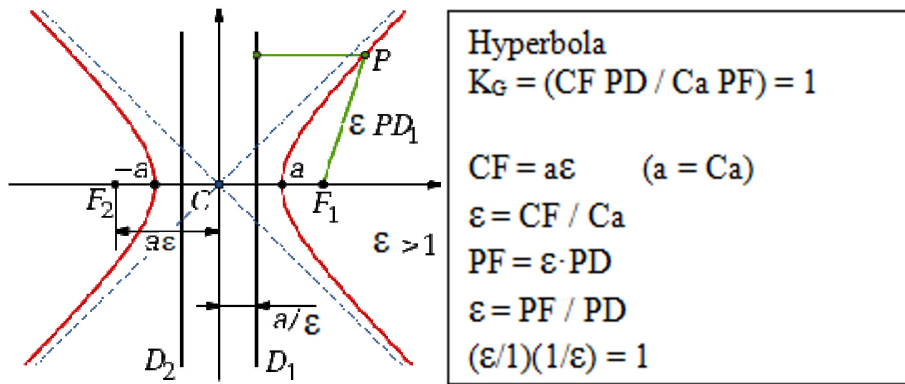 P
ε PD₁
-a
a
F₂
C
F₁
aε
ε >1
a/ε
D₂
D₁
Hyperbola
K_G = (CF PD / Ca PF) = 1
CF = aε (a = Ca)
ε = CF / Ca
PF = ε· PD
ε = PF / PD
(ε/1)(1/ε) = 1